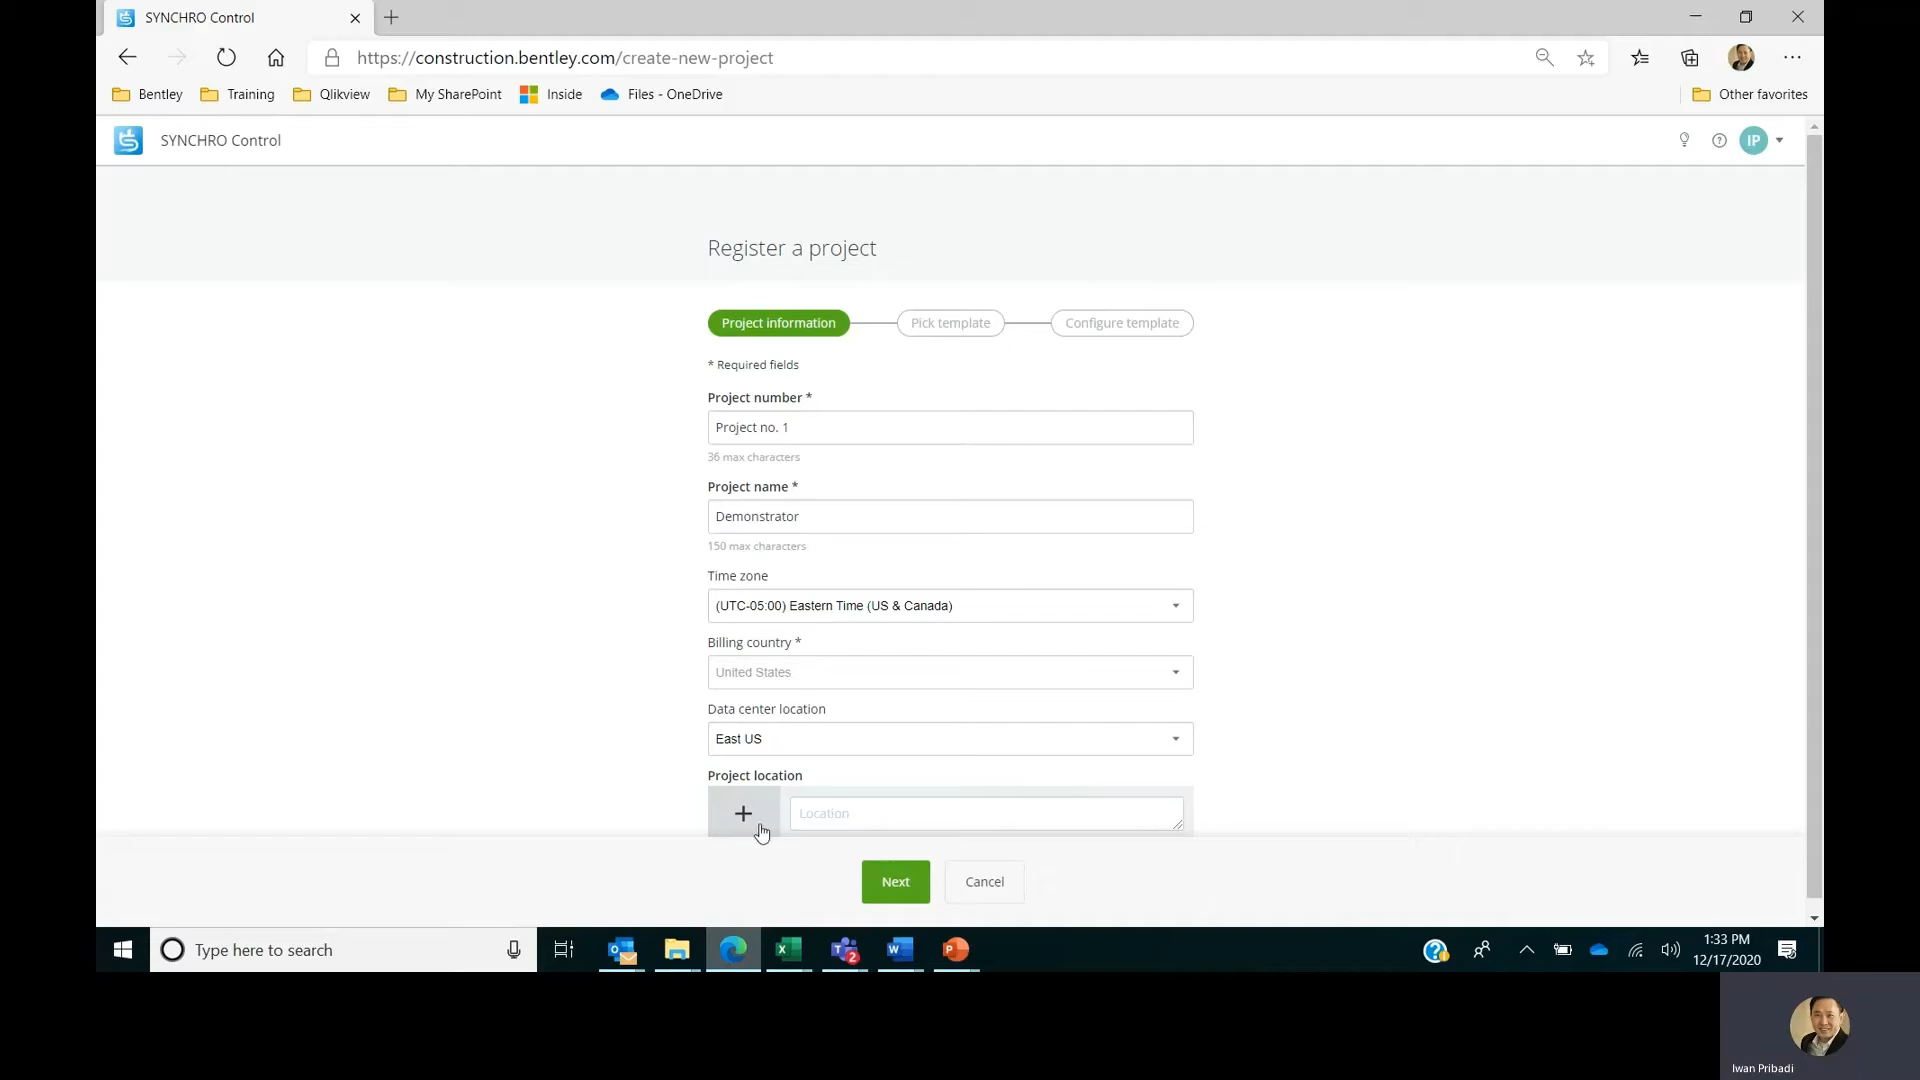 SYNCHRO Control
https://construction.bentley.com/create-new-project
Bentley
Training
Qlikview
My SharePoint
Inside
Files - OneDrive
Other favorites
SYNCHRO Control
IP
Register a project
Project information
Pick template
Configure template
* Required fields
Project number *
Project no. 1
36 max characters
Project name *
Demonstrator
150 max characters
Time zone
(UTC-05:00) Eastern Time (US & Canada)
Billing country *
United States
Data center location
East US
Project location
Location
Next
Cancel
Type here to search
2
1:33 PM
12/17/2020
Iwan Pribadi